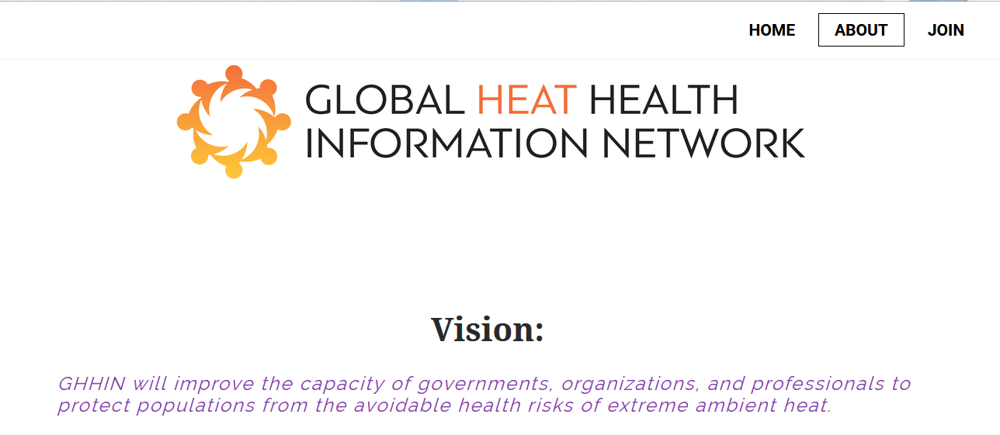 HOME ABOUT JOIN
GLOBAL HEAT HEALTH
INFORMATION NETWORK
Vision:
GHHIN will improve the capacity of governments, organizations, and professionals to
protect populations from the avoidable health risks of extreme ambient heat.